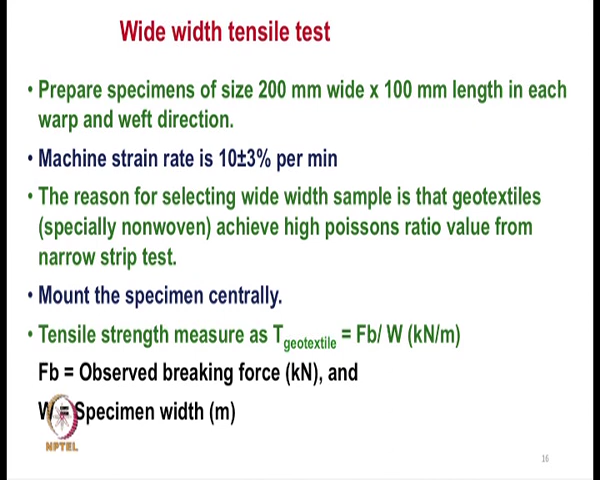 Wide width tensile test
• Prepare specimens of size 200 mm wide x 100 mm length in each
warp and weft direction.
• Machine strain rate is 10±3% per min
• The reason for selecting wide width sample is that geotextiles
(specially nonwoven) achieve high poissons ratio value from
narrow strip test.
• Mount the specimen centrally.
• Tensile strength measure as Tgeotextile = Fb/ W (kN/m)
Fb = Observed breaking force (kN), and
W = Specimen width (m)
NPTEL
16